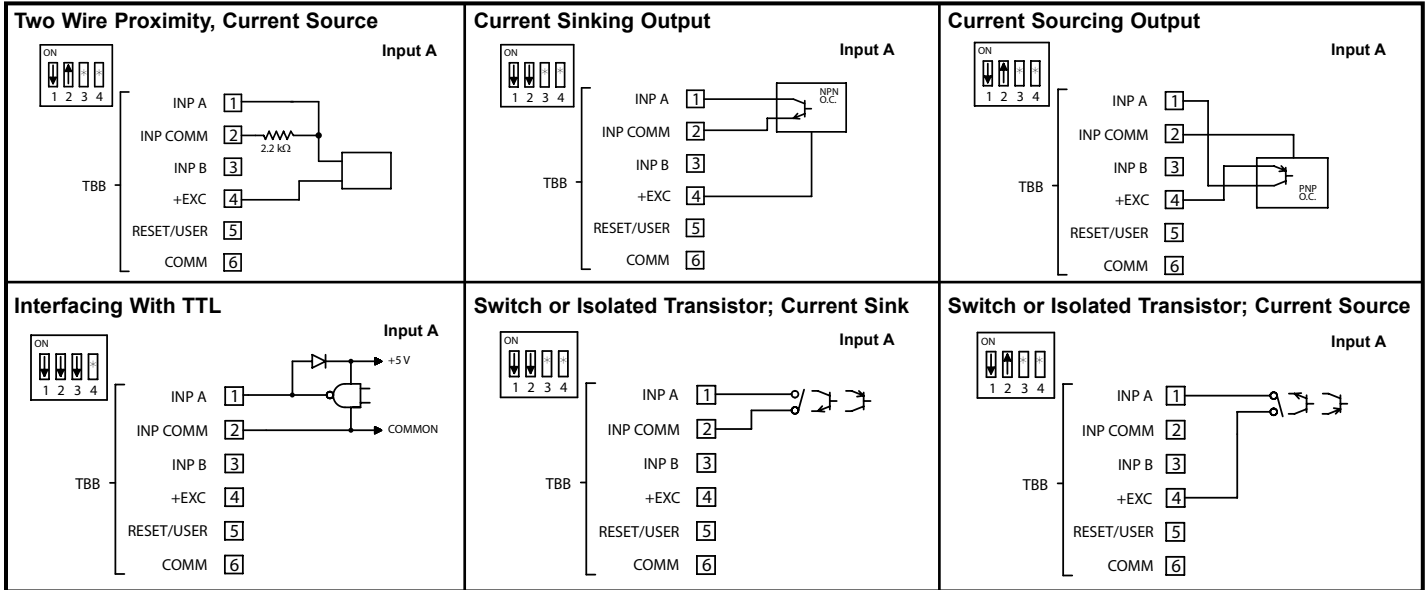 Two Wire Proximity, Current Source
ON
Input A
1 2 3 4
INP A 1
INP COMM 2
2.2 kΩ
INP B 3
TBB
+EXC 4
RESET/USER 5
COMM 6
Current Sinking Output
ON
Input A
* *
1 2 3 4
NPN
O.C.
INP A 1
INP COMM 2
INP B 3
TBB
+EXC 4
RESET/USER 5
COMM 6
Current Sourcing Output
ON
Input A
* *
1 2 3 4
INP A 1
INP COMM 2
INP B 3
TBB
+EXC 4
PNP
O.C.
RESET/USER 5
COMM 6
Interfacing With TTL
Input A
ON
*
1 2 3 4
+5 V
INP A 1
INP COMM 2
COMMON
INP B 3
TBB
+EXC 4
RESET/USER 5
COMM 6
Switch or Isolated Transistor; Current Sink
ON
Input A
* *
1 2 3 4
INP A 1
INP COMM 2
INP B 3
TBB
+EXC 4
RESET/USER 5
COMM 6
Switch or Isolated Transistor; Current Source
ON
Input A
* *
1 2 3 4
INP A 1
INP COMM 2
INP B 3
TBB
+EXC 4
RESET/USER 5
COMM 6